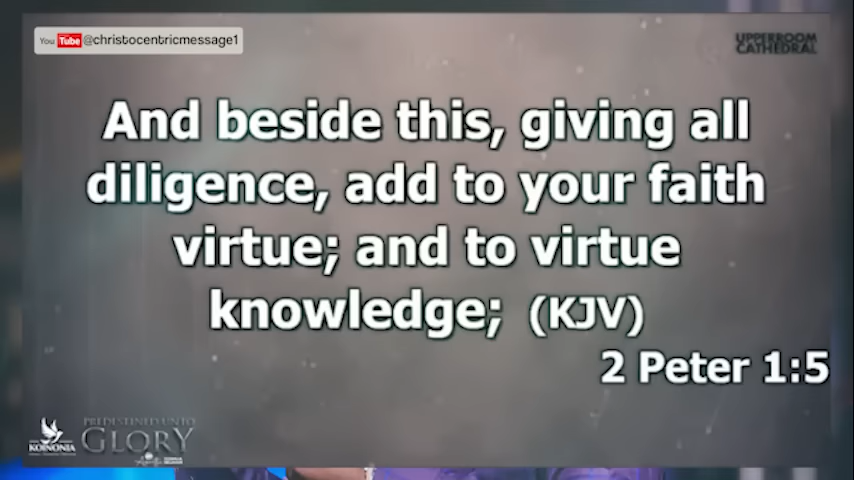 You Tube @christocentricmessage1
UPPERROOM
CATHEDRAL
And beside this, giving all
diligence, add to your faith
virtue; and to virtue
knowledge; (KJV)
2 Peter 1:5
KOINONIA
PREDESTINED UNTO
GLORY